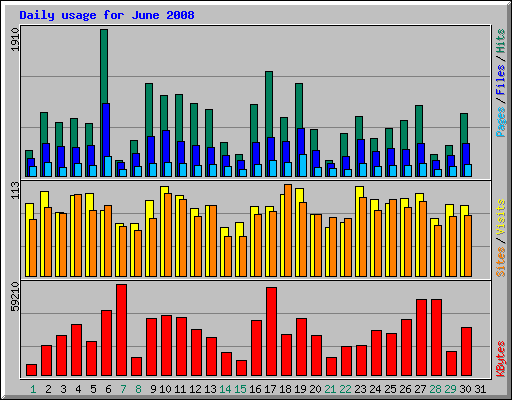 Daily usage for June 2008
1910
Pages / Files / Hits
113
Sites / Visits
59210
KBytes
1 2 3 4 5 6 7 8 9 10 11 12 13 14 15 16 17 18 19 20 21 22 23 24 25 26 27 28 29 30 31